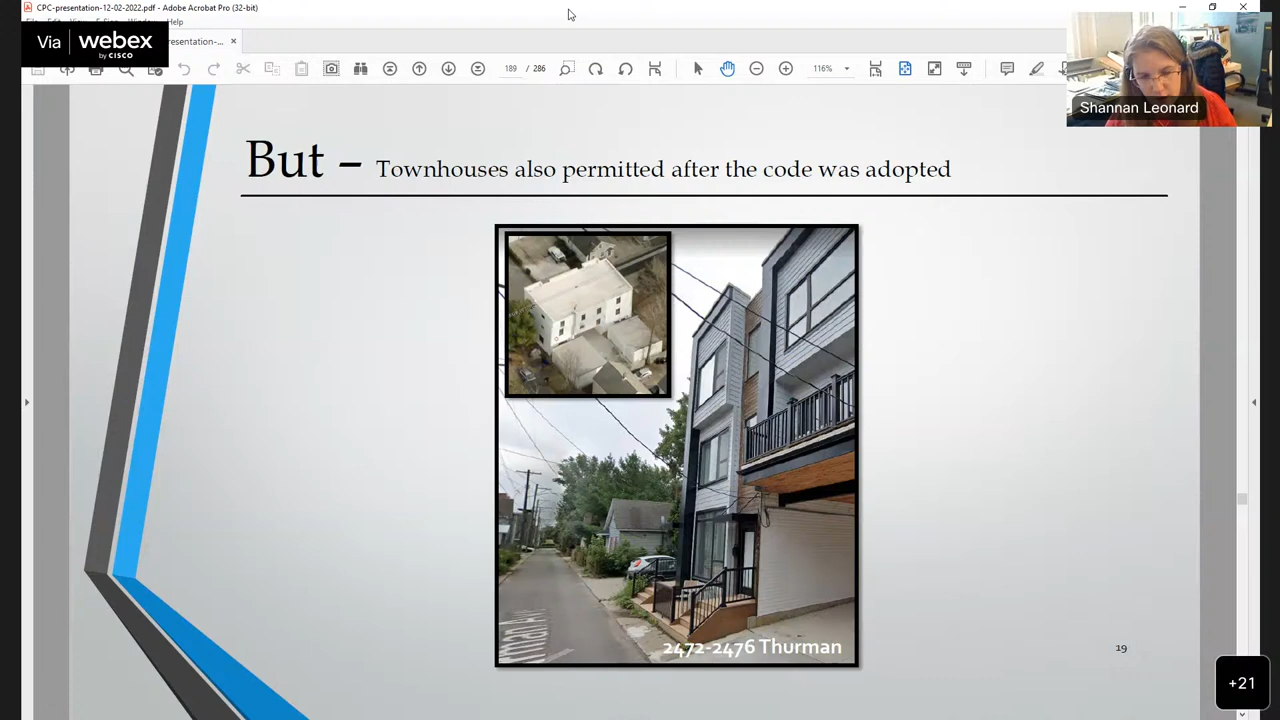 CPC-presentation-12-02-2022.pdf - Adobe Acrobat Pro (32-bit)
Help
Via webex
by CISCO
resentation-...
286
116%
Shannan Leonard
But – Townhouses also permitted after the code was adopted
2472-2476 Thurman
19
+21